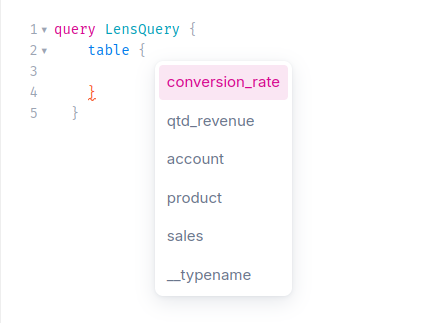 1 ▾ query LensQuery {
2 ▾ table {
3
4 }
5 }
conversion_rate
qtd_revenue
account
product
sales
__typename